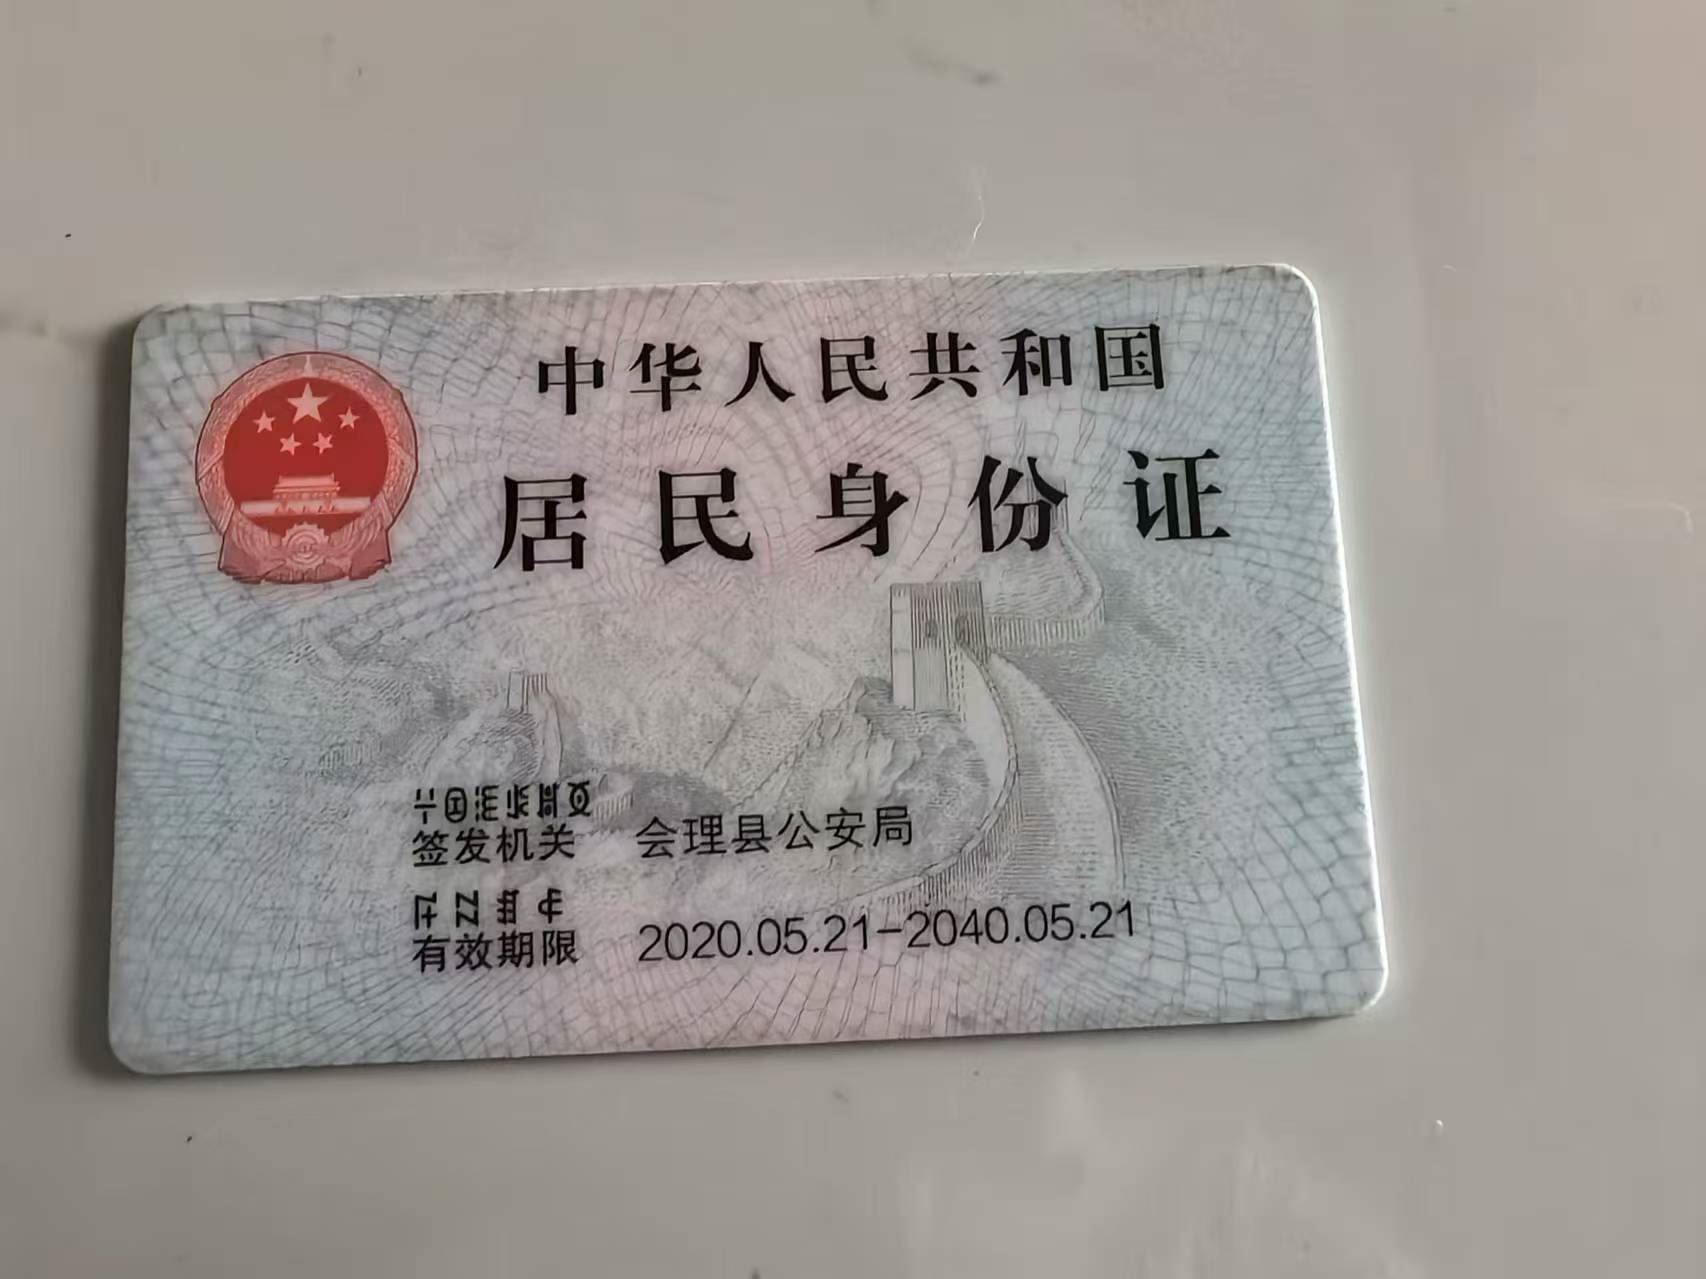 中华人民共和国
居民身份证
签发机关 会理县公安局
有效期限 2020.05.21-2040.05.21